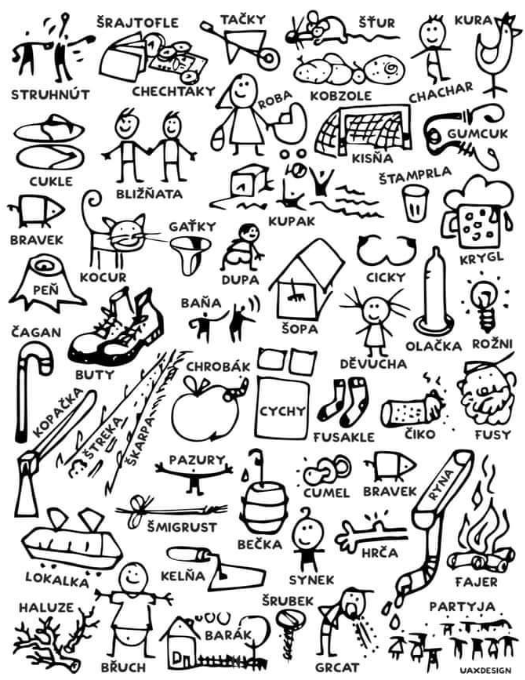 ŠRAJTOFLE
TAČKY
ŠŤUR
KURA
STRUHNÚT
CHECHTÁKY
ROBA
KOBZOLE
CHACHAR
CUKLE
BLIŽŇATA
KISŇA
GUMCUK
ŠTAMPRLA
BRAVEK
KOCUR
GAŤKY
DUPA
KUPAK
CICKY
KRYGL
PEŇ
BAŇA
ŠOPA
DĚVUCHA
OLAČKA
ROŽNI
ČAGAN
BUTY
CHROBÁK
KOPAČKA
ŠTREKA
ŠKARPA
CYCHY
FUSAKLE
ČIKO
FUSY
PAZURY
CUMEL
BRAVEK
RYNA
ŠMIGRUST
BEČKA
HRČA
LOKALKA
KELŇA
SYNEK
FAJER
HALUZE
BŘUCH
BARÁK
ŠRUBEK
GRCAT
PARTYJA
UAXDESIGN